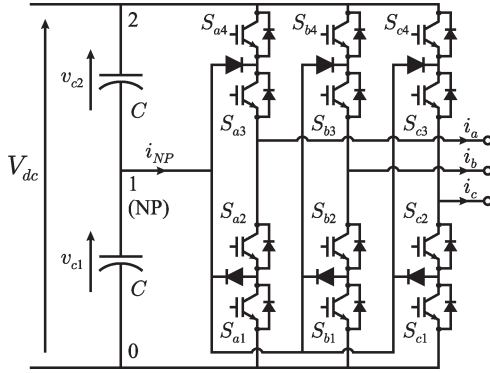 2
S_{a4}
S_{b4}
S_{c4}
v_{c2}
C
S_{a3}
S_{b3}
S_{c3}
i_a
V_{dc}
i_{NP}
i_b
1
(NP)
i_c
S_{a2}
S_{b2}
S_{c2}
v_{c1}
C
S_{a1}
S_{b1}
S_{c1}
0